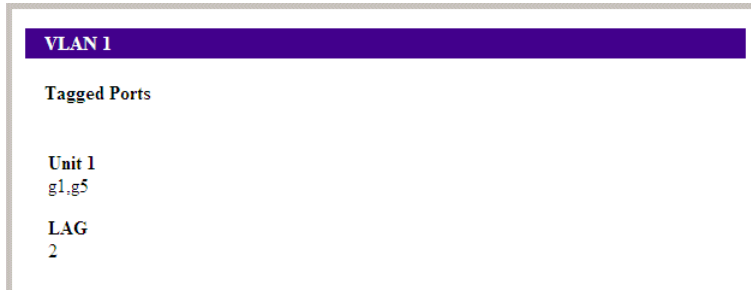 VLAN 1
Tagged Ports
Unit 1
g1,g5
LAG
2